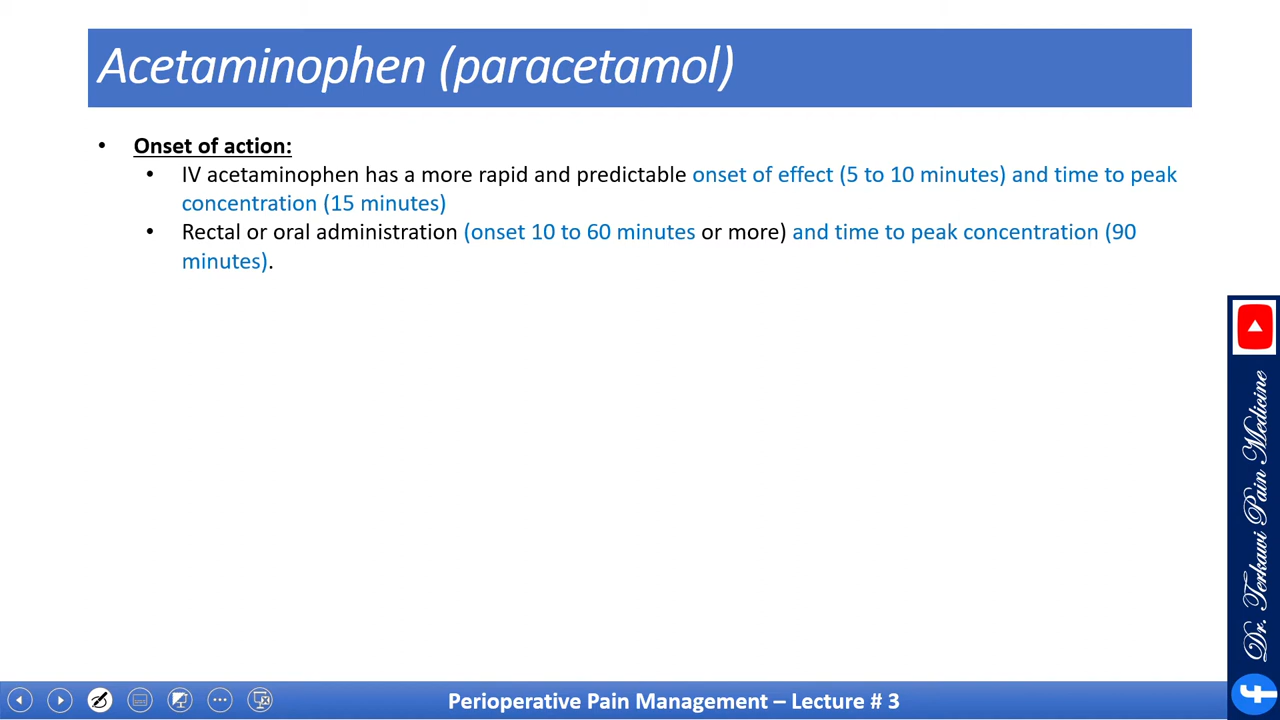 Acetaminophen (paracetamol)
• Onset of action:
• IV acetaminophen has a more rapid and predictable onset of effect (5 to 10 minutes) and time to peak
concentration (15 minutes)
• Rectal or oral administration (onset 10 to 60 minutes or more) and time to peak concentration (90
minutes).
Dr. Terkawi Pain Medicine
Perioperative Pain Management – Lecture # 3